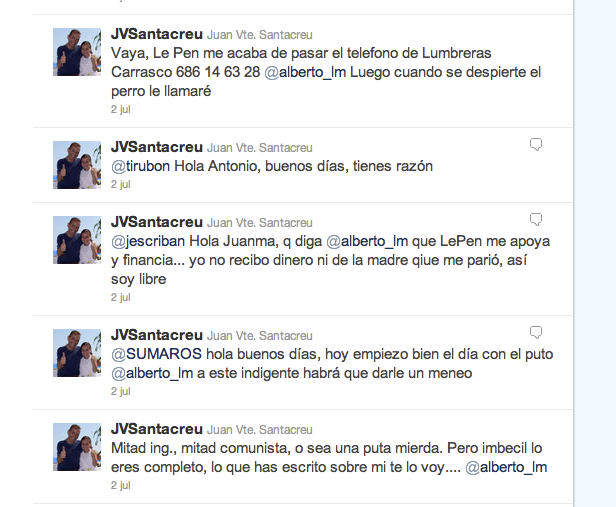 JVSantacreu Juan Vte. Santacreu
Vaya, Le Pen me acaba de pasar el telefono de Lumbreras
Carrasco 686 14 63 28 @alberto_lm Luego cuando se despierte el
perro le llamaré
2 jul
JVSantacreu Juan Vte. Santacreu
@tirubon Hola Antonio, buenos días, tienes razón
2 jul
JVSantacreu Juan Vte. Santacreu
@jescriban Hola Juanma, q diga @alberto_lm que LePen me apoya
y financia... yo no recibo dinero ni de la madre qiue me parió, así
soy libre
2 jul
JVSantacreu Juan Vte. Santacreu
@SUMAROS hola buenos días, hoy empiezo bien el día con el puto
@alberto_lm a este indigente habrá que darle un meneo
2 jul
JVSantacreu Juan Vte. Santacreu
Mitad ing., mitad comunista, o sea una puta mierda. Pero imbecil lo
eres completo, lo que has escrito sobre mi te lo voy.... @alberto_lm
2 jul